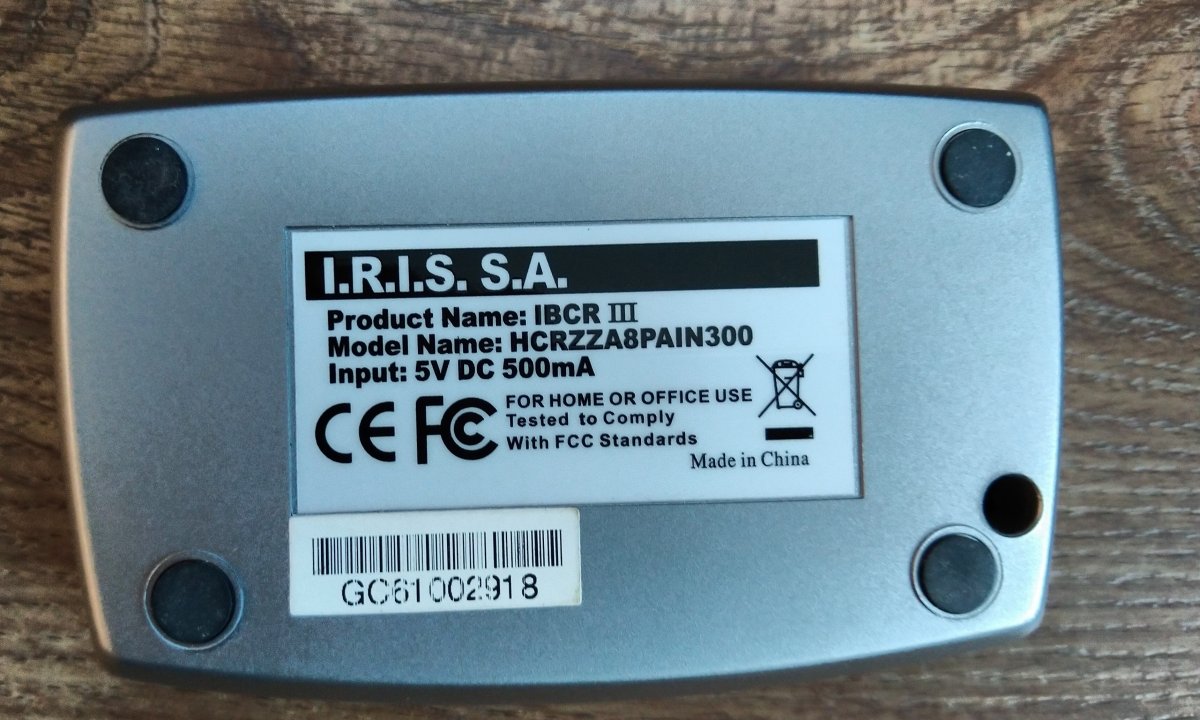 I.R.I.S. S.A.
Product Name: IBCR III
Model Name: HCRZZA8PAIN300
Input: 5V DC 500mA
CE FC FOR HOME OR OFFICE USE
Tested to Comply
With FCC Standards
Made in China
GC61002918